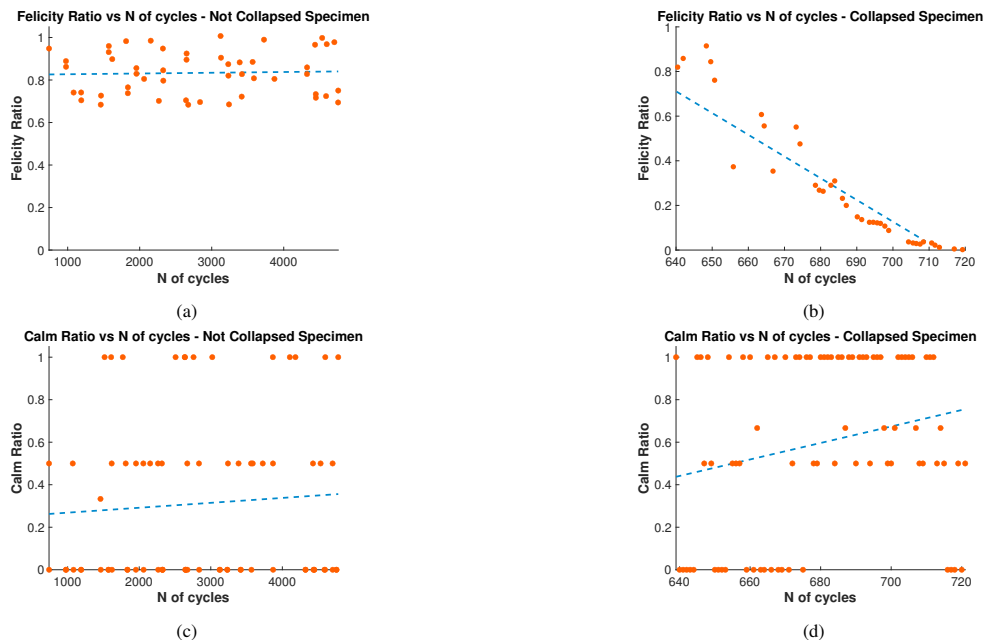 Felicity Ratio vs N of cycles - Not Collapsed Specimen
1
0.8
0.6
0.4
0.2
0
Felicity Ratio
1000 2000 3000 4000
N of cycles
(a)
Felicity Ratio vs N of cycles - Collapsed Specimen
1
0.8
0.6
0.4
0.2
0
Felicity Ratio
640 650 660 670 680 690 700 710 720
N of cycles
(b)
Calm Ratio vs N of cycles - Not Collapsed Specimen
1
0.8
0.6
0.4
0.2
0
Calm Ratio
1000 2000 3000 4000
N of cycles
(c)
Calm Ratio vs N of cycles - Collapsed Specimen
1
0.8
0.6
0.4
0.2
0
Calm Ratio
640 660 680 700 720
N of cycles
(d)